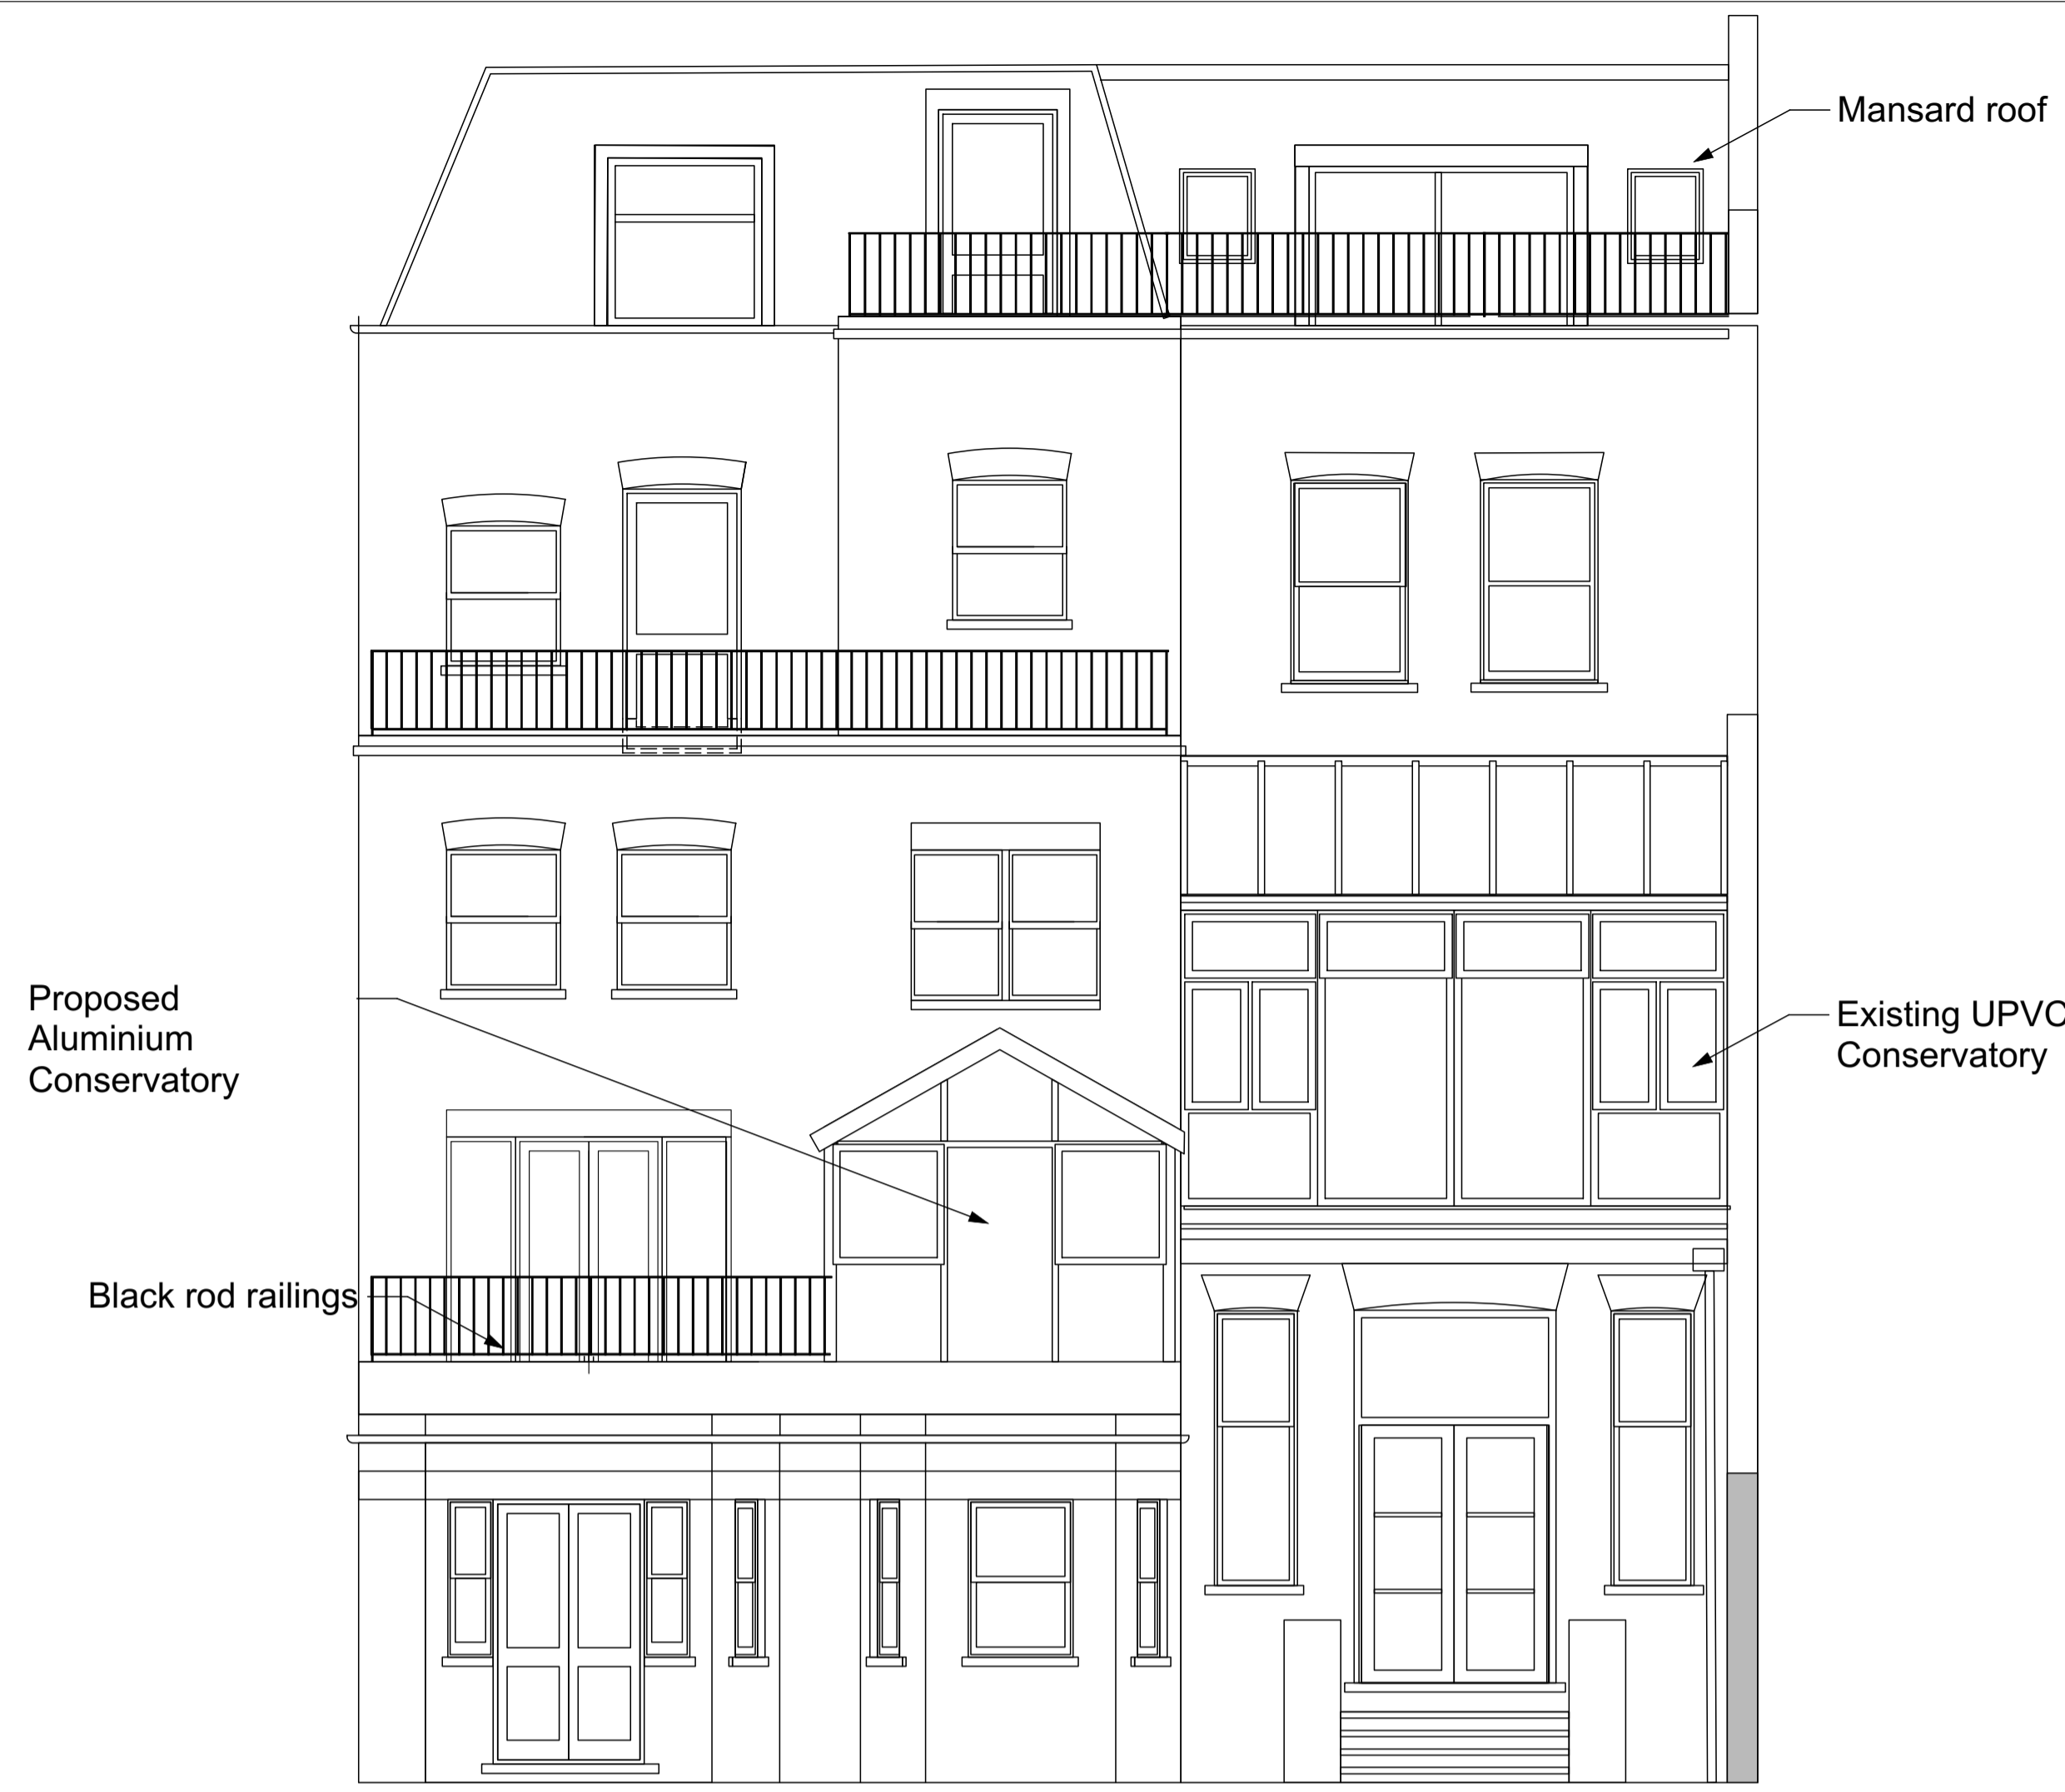 Mansard roof
Proposed
Aluminium
Conservatory
Existing UPVC
Conservatory
Black rod railings